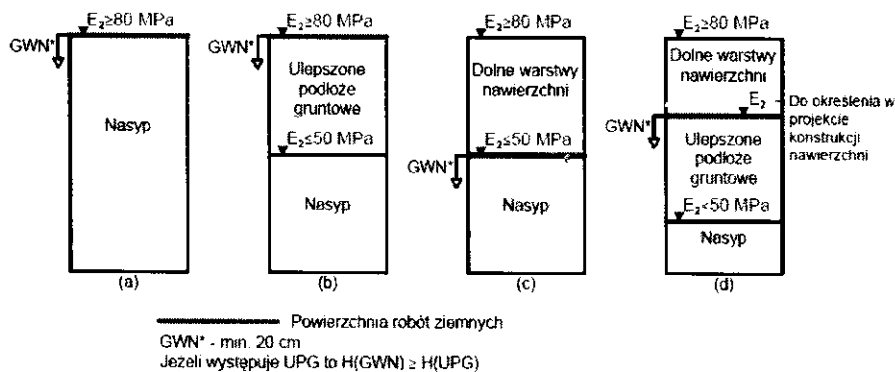 E₂≥80 MPa
GWN*
Nasyp
(a)
E₂≥80 MPa
GWN*
Ulepszone
podłoże
gruntowe
E₂≤50 MPa
Nasyp
(b)
E₂≥80 MPa
Dolne warstwy
nawierzchni
E₂≤50 MPa
GWN*
Nasyp
(c)
E₂≥80 MPa
Dolne warstwy
nawierzchni
E₂
Do określenia w
projekcie
konstrukcji
nawierzchni
GWN*
Ulepszone
podłoże
gruntowe
E₂<50 MPa
Nasyp
(d)
Powierzchnia robót ziemnych
GWN* - min. 20 cm
Jeżeli występuje UPG to H(GWN) ≥ H(UPG)